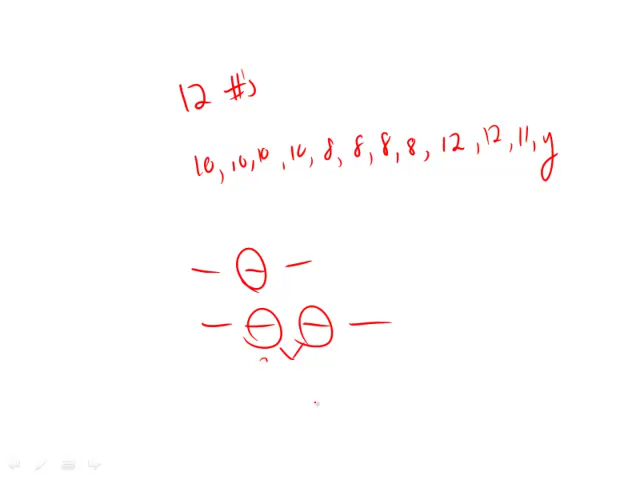 12 #s
10, 10, 10, 10, 8, 8, 8, 8, 12, 12, 11, y